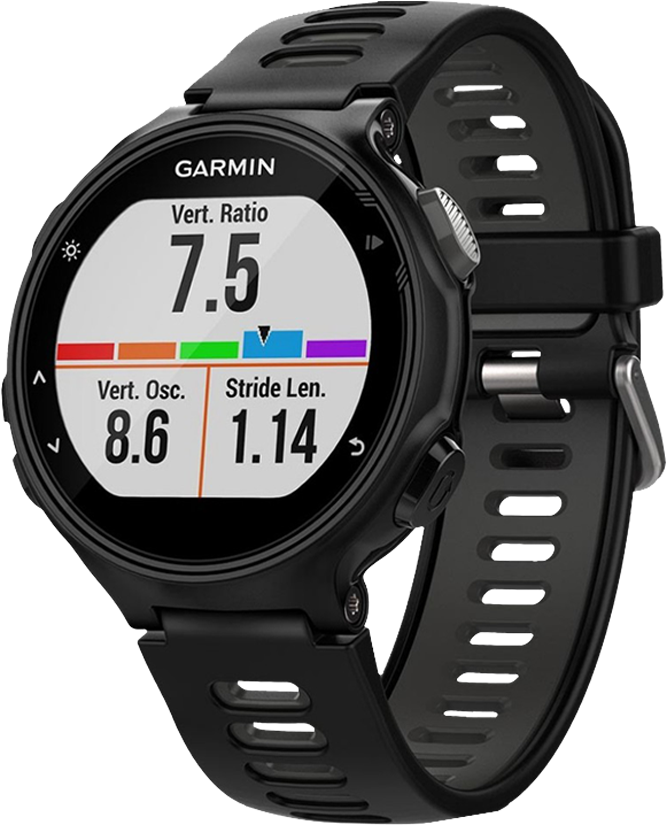 GARMIN
Vert. Ratio
7.5
Vert. Osc. Stride Len.
8.6 1.14